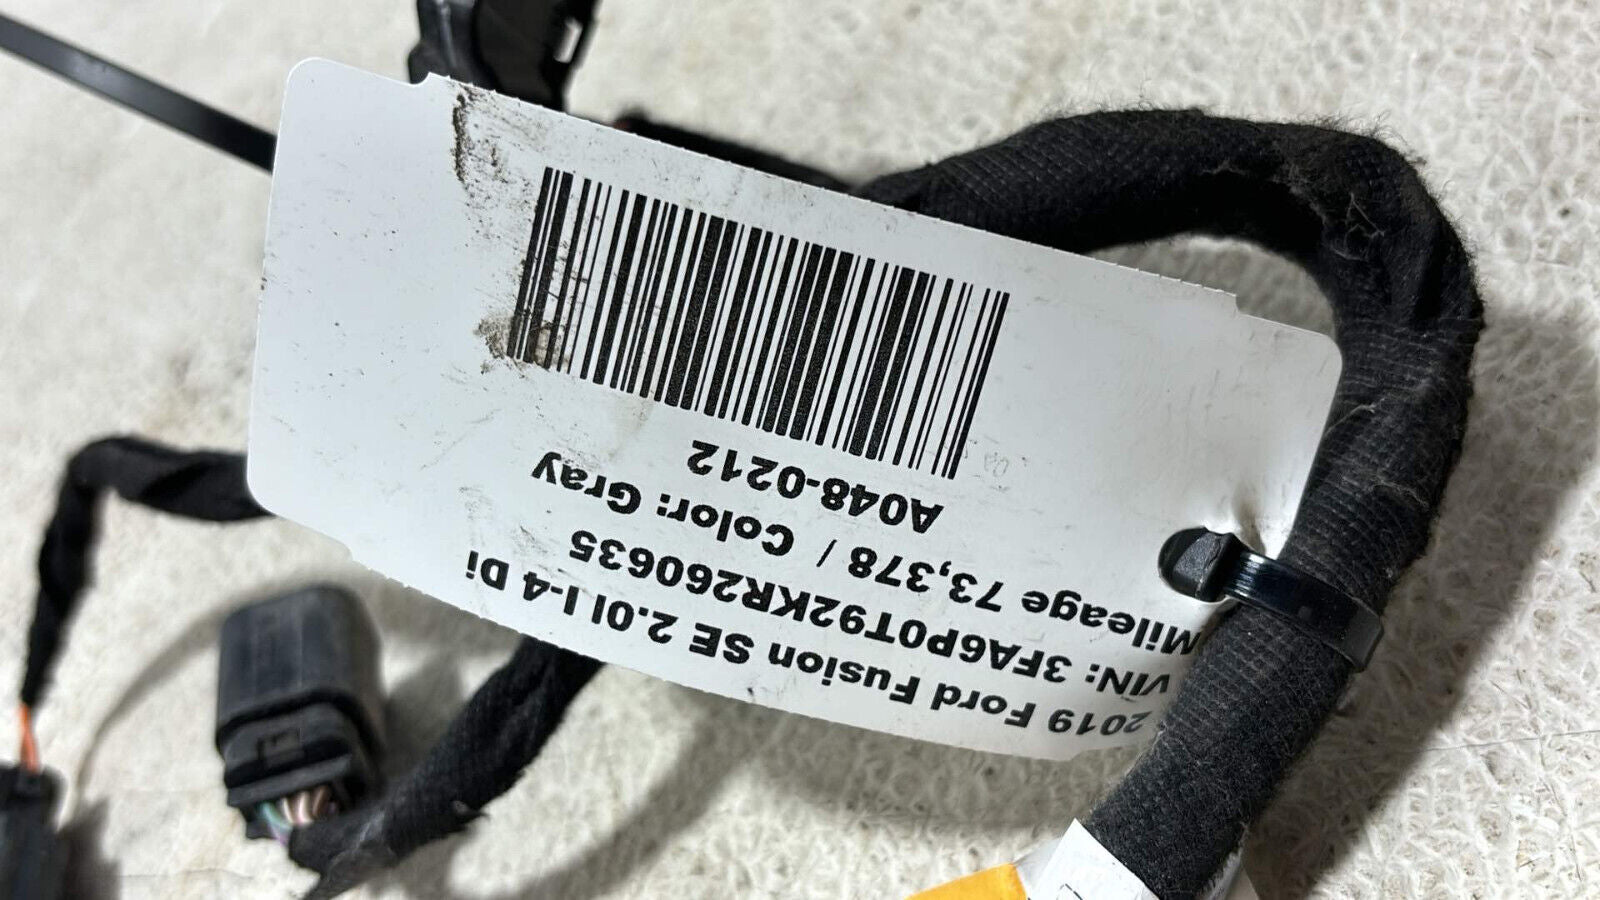 2019 Ford Fusion SE 2.0l I-4 Di
VIN: 3FA6P0T92KR260635
Mileage 73,378 / Color: Gray
A048-0212